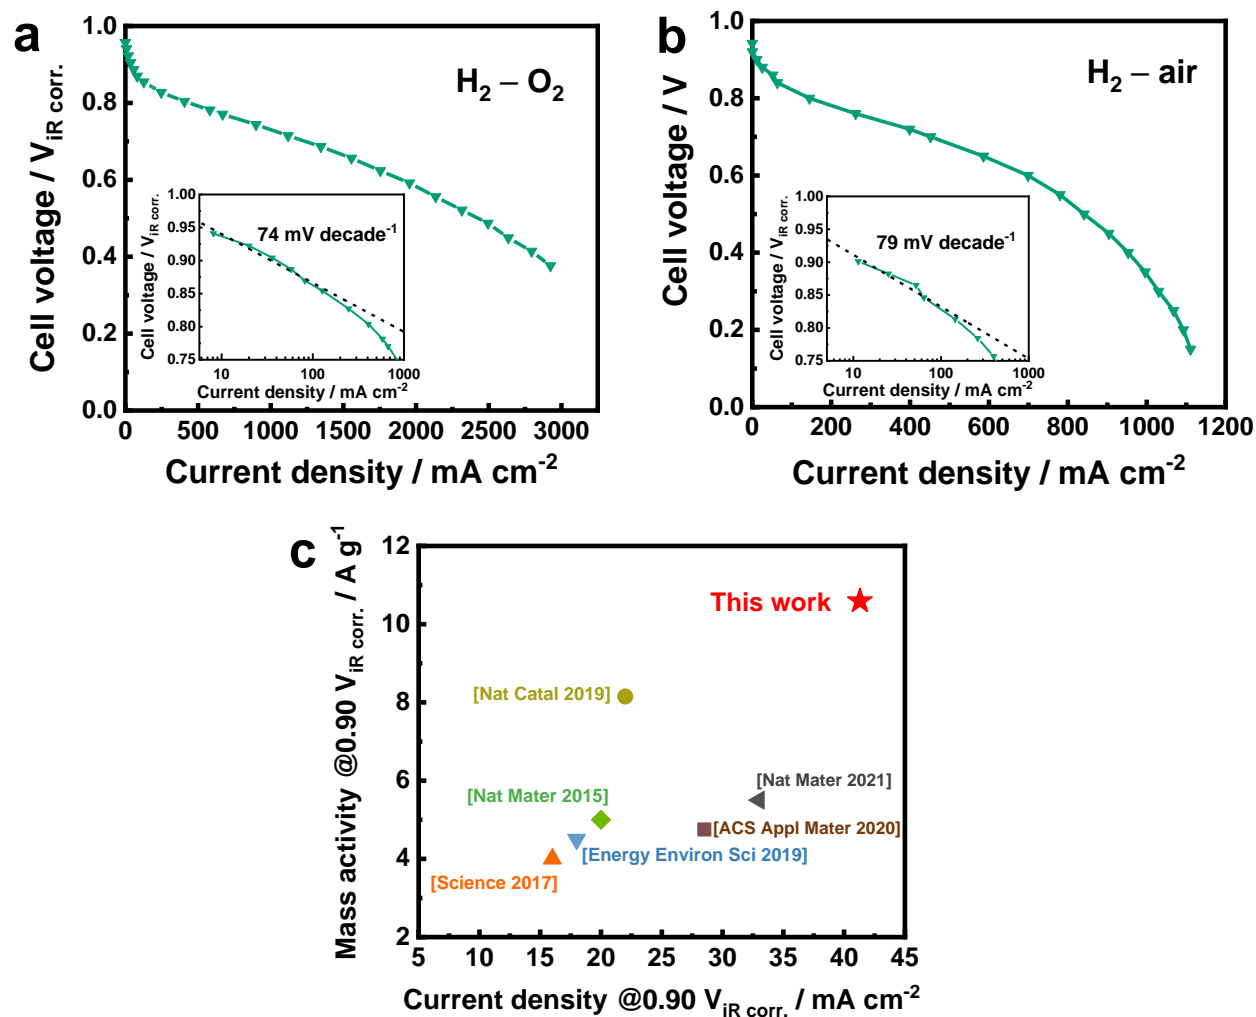 a
H₂ – O₂
Cell voltage / V_iR corr.
1.0
0.8
0.6
0.4
0.2
0.0
0
500
1000
1500
2000
2500
3000
Current density / mA cm⁻²
74 mV decade⁻¹
Cell voltage / V_iR corr.
1.00
0.95
0.90
0.85
0.80
0.75
10
100
1000
Current density / mA cm⁻²
b
H₂ – air
Cell voltage / V
1.0
0.8
0.6
0.4
0.2
0.0
0
200
400
600
800
1000
1200
Current density / mA cm⁻²
79 mV decade⁻¹
Cell voltage / V_iR corr.
1.00
0.95
0.90
0.85
0.80
0.75
10
100
1000
Current density / mA cm⁻²
c
Mass activity @0.90 V_iR corr. / A g⁻¹
12
10
8
6
4
2
This work
[Nat Catal 2019]
[Nat Mater 2021]
[Nat Mater 2015]
[ACS Appl Mater 2020]
[Energy Environ Sci 2019]
[Science 2017]
5
10
15
20
25
30
35
40
45
Current density @0.90 V_iR corr. / mA cm⁻²